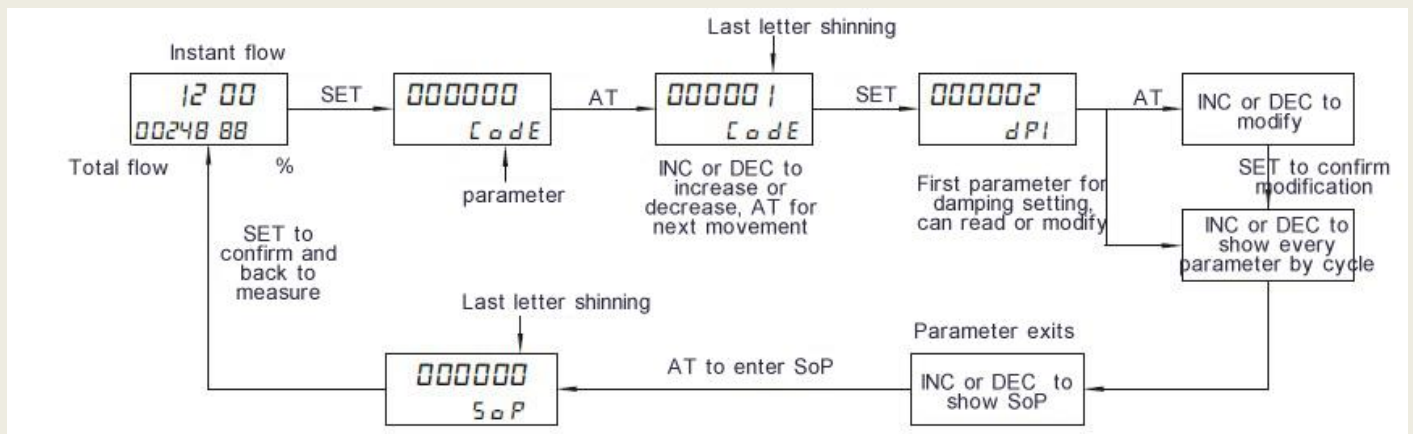 Instant flow
12 00
00248 88
Total flow
%
SET
000000
CodE
parameter
AT
Last letter shinning
000001
CodE
INC or DEC to
increase or
decrease, AT for
next movement
SET
000002
dPI
First parameter for
damping setting,
can read or modify
AT
INC or DEC to
modify
SET to confirm
modification
INC or DEC to
show every
parameter by cycle
Parameter exits
INC or DEC to
show SoP
AT to enter SoP
Last letter shinning
000000
SoP
SET to
confirm and
back to
measure